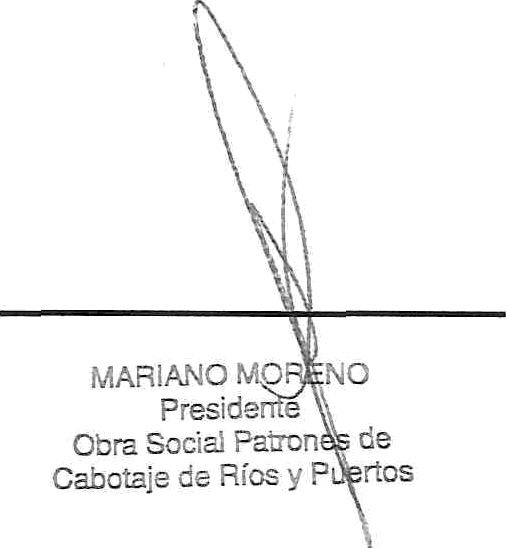 MARIANO MORENO
Presidente
Obra Social Patrones de
Cabotaje de Ríos y Puertos